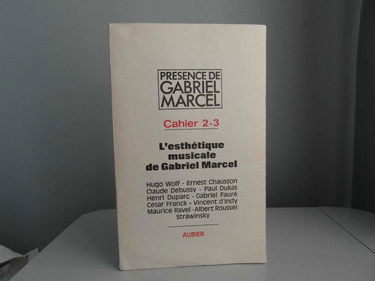 PRESENCE DE
GABRIEL
MARCEL
Cahier 2-3
L'esthétique
musicale
de Gabriel Marcel
Hugo Wolf - Ernest Chausson
Claude Debussy - Paul Dukas
Henri Duparc - Gabriel Fauré
Cesar Franck - Vincent d'Indy
Maurice Ravel - Albert Roussel
Strawinsky
AUBIER